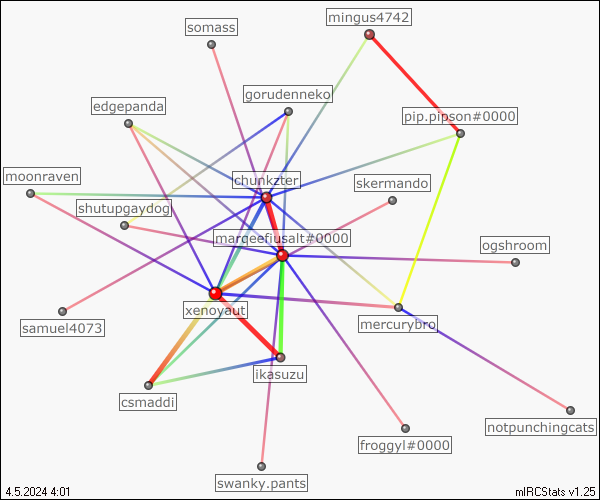 somass
mingus4742
gorudenneko
edgepanda
pip.pipson#0000
moonraven
chunkzter
skermando
shutupgaydog
marqeefiusalt#0000
ogshroom
xenoyaut
samuel4073
mercurybro
ikasuzu
csmaddi
notpunchingcats
froggyl#0000
swanky.pants
4.5.2024 4:01
mIRCStats v1.25